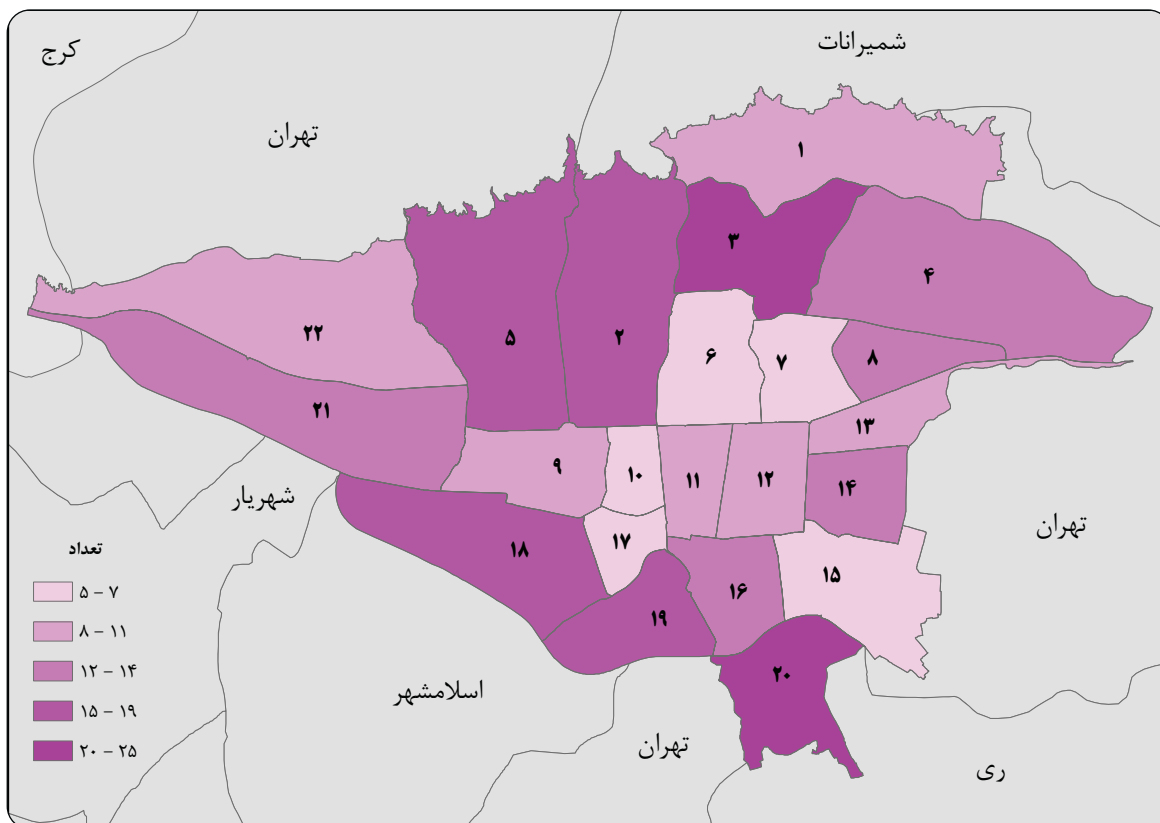 شمیرانات
کرج
تهران
۱
۳
۴
۲۲
۵
۲
۶
۷
۸
۲۱
۱۳
۹
۱۰
۱۱
۱۲
۱۴
شهریار
تهران
۱۸
۱۷
۱۵
۱۶
۱۹
۲۰
اسلامشهر
تهران
ری
تعداد
۵ – ۷
۸ – ۱۱
۱۲ – ۱۴
۱۵ – ۱۹
۲۰ – ۲۵